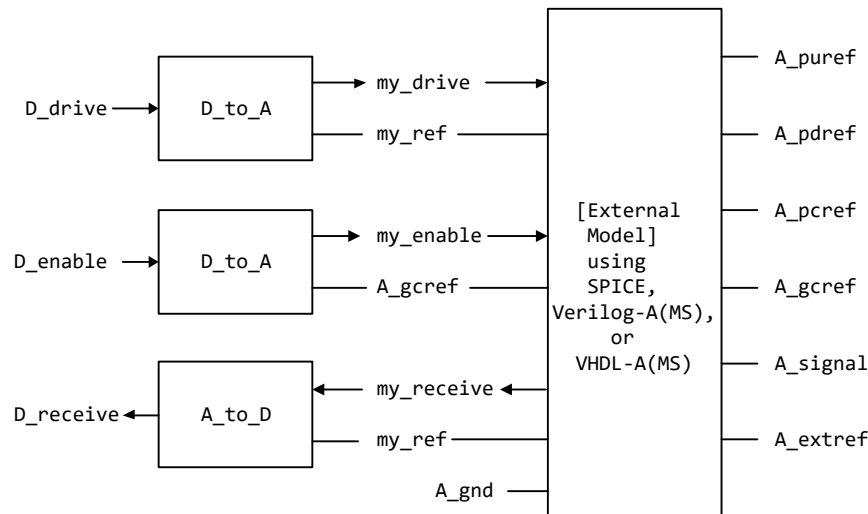 A_puref
my_drive
D_drive
D_to_A
my_ref
A_pdref
[External
Model]
using
SPICE,
Verilog-A(MS),
or
VHDL-A(MS)
A_pcref
my_enable
D_enable
D_to_A
A_gcref
A_gcref
A_signal
my_receive
D_receive
A_to_D
my_ref
A_extref
A_gnd